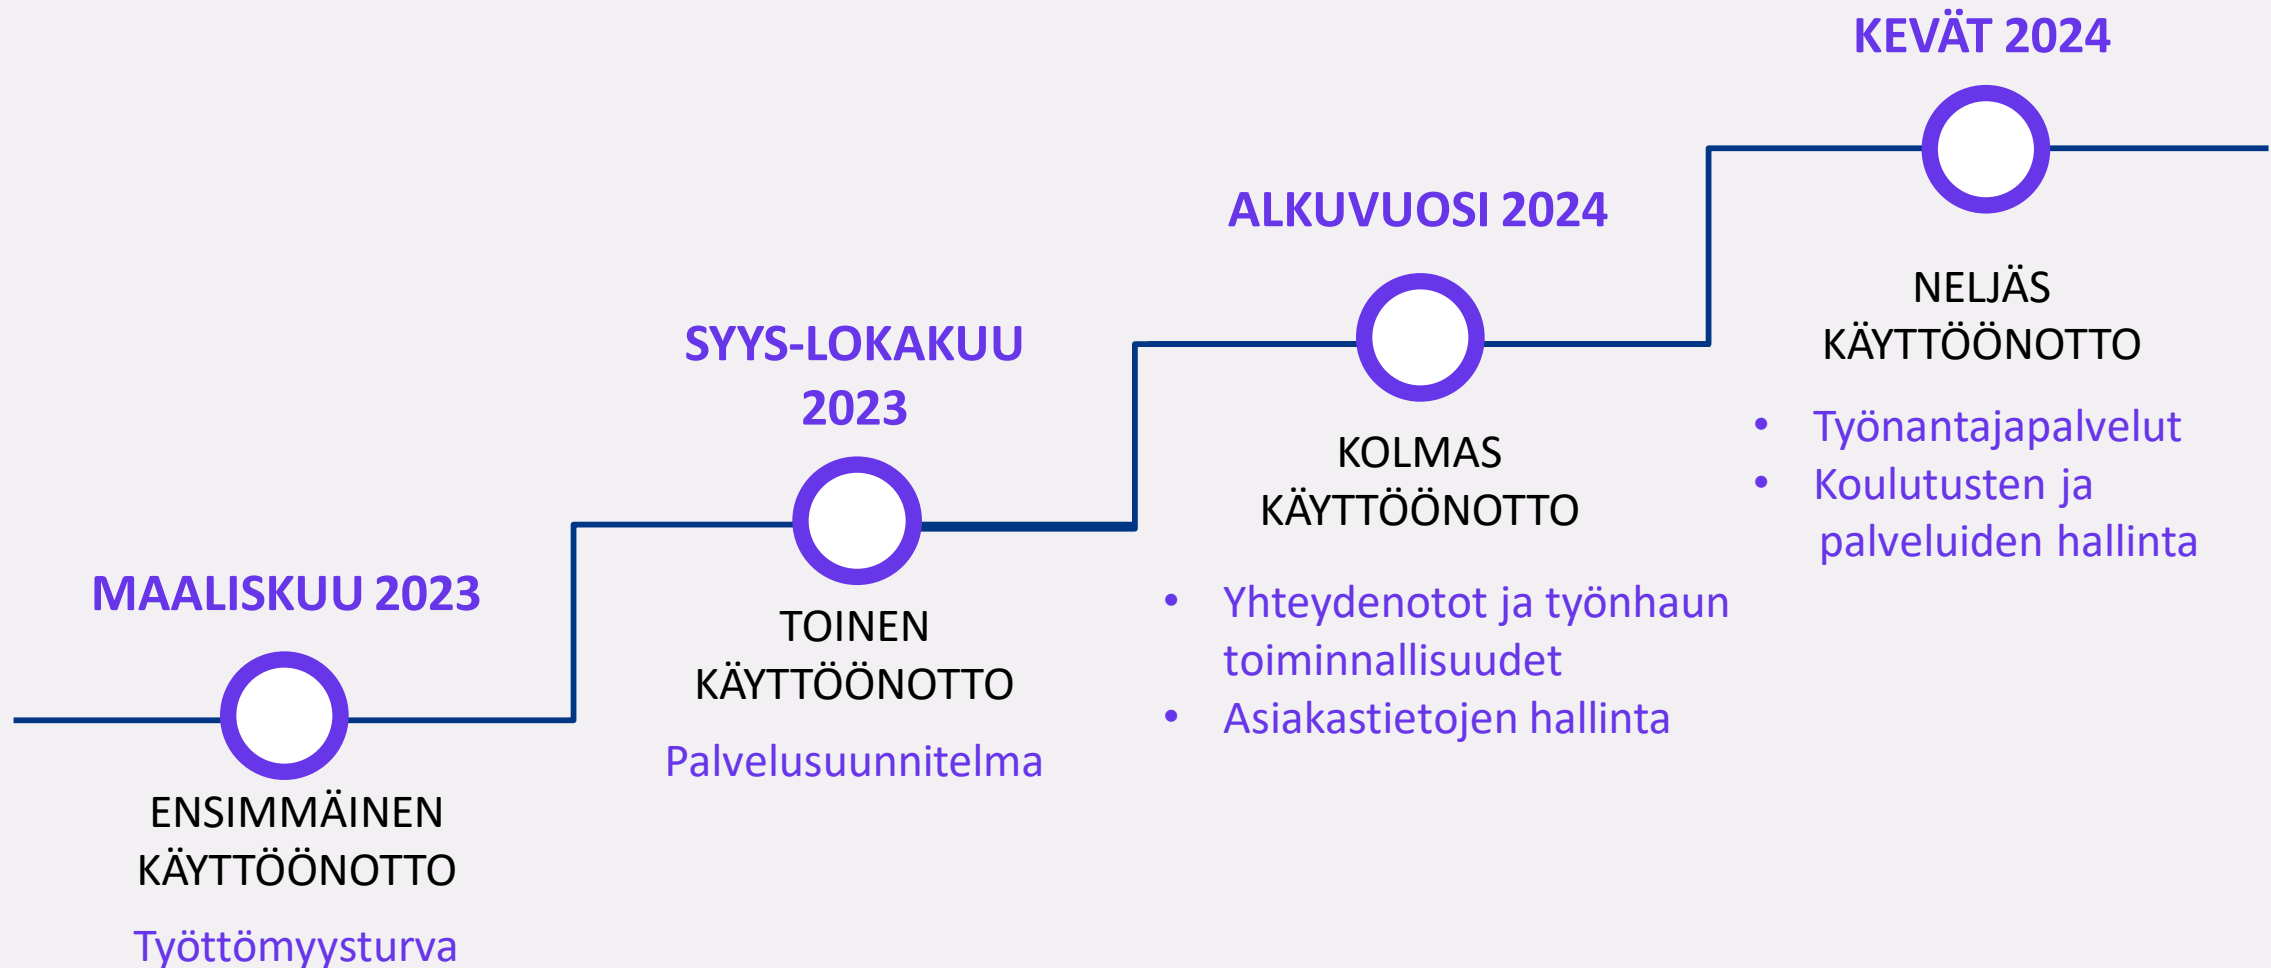 MAALISKUU 2023
ENSIMMÄINEN
KÄYTTÖÖNOTTO
Työttömyysturva
SYYS-LOKAKUU
2023
TOINEN
KÄYTTÖÖNOTTO
Palvelusuunnitelma
ALKUVUOSI 2024
KOLMAS
KÄYTTÖÖNOTTO
• Yhteydenotot ja työnhaun
toiminnallisuudet
• Asiakastietojen hallinta
KEVÄT 2024
NELJÄS
KÄYTTÖÖNOTTO
• Työnantajapalvelut
• Koulutusten ja
palveluiden hallinta